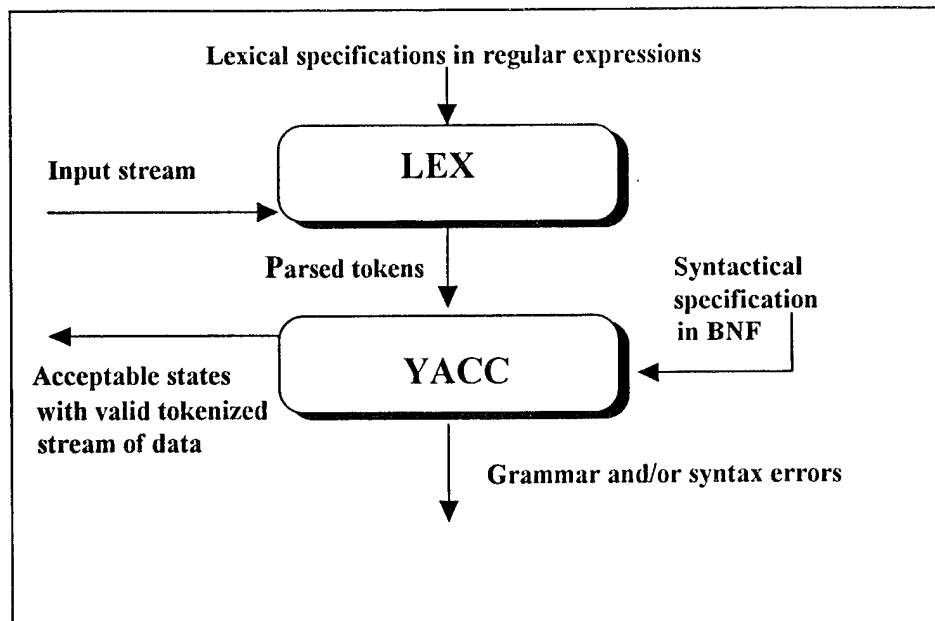 Lexical specifications in regular expressions
LEX
Input stream
Parsed tokens
Syntactical
specification
in BNF
YACC
Acceptable states
with valid tokenized
stream of data
Grammar and/or syntax errors